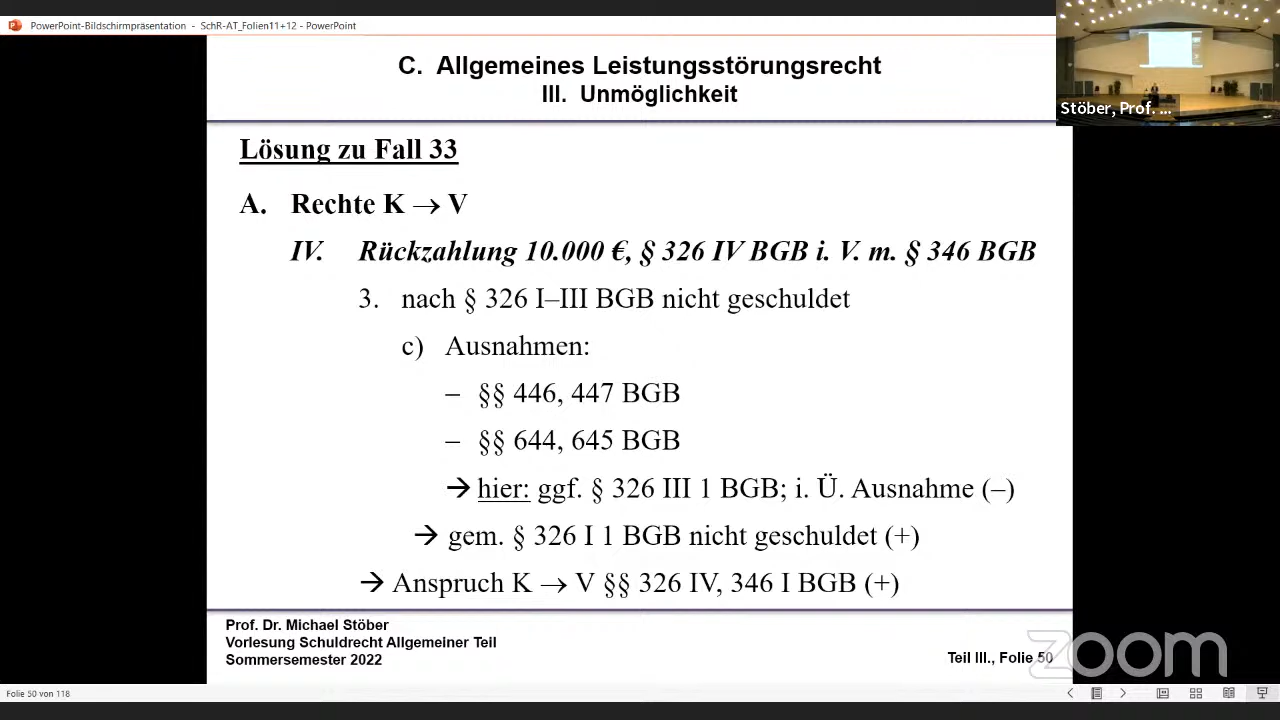 PowerPoint-Bildschirmpräsentation - SchR-AT_Folien11+12 - PowerPoint
C. Allgemeines Leistungsstörungsrecht
III. Unmöglichkeit
Stöber, Prof. ...
Lösung zu Fall 33
A. Rechte K → V
IV. Rückzahlung 10.000 €, § 326 IV BGB i. V. m. § 346 BGB
3. nach § 326 I–III BGB nicht geschuldet
c) Ausnahmen:
– §§ 446, 447 BGB
– §§ 644, 645 BGB
→ hier: ggf. § 326 III 1 BGB; i. Ü. Ausnahme (–)
→ gem. § 326 I 1 BGB nicht geschuldet (+)
→ Anspruch K → V §§ 326 IV, 346 I BGB (+)
Prof. Dr. Michael Stöber
Vorlesung Schuldrecht Allgemeiner Teil
Sommersemester 2022
Teil III., Folie 50
zoom
Folie 50 von 118